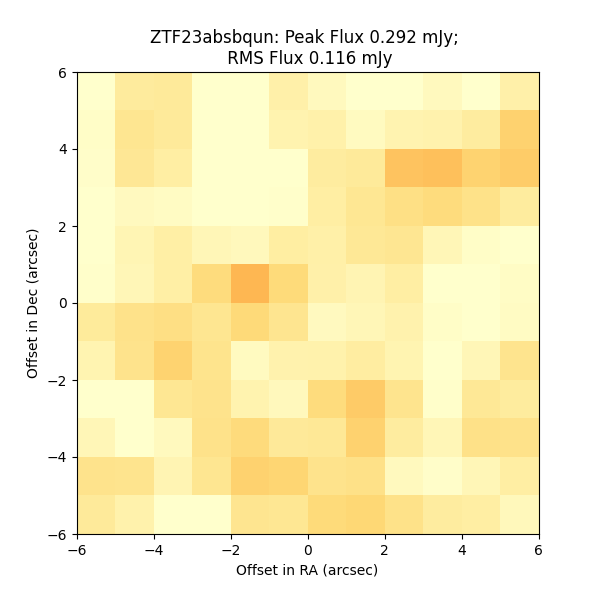 ZTF23absbqun: Peak Flux 0.292 mJy;
RMS Flux 0.116 mJy
6
4
2
0
−2
−4
−6
Offset in Dec (arcsec)
−6 −4 −2 0 2 4 6
Offset in RA (arcsec)